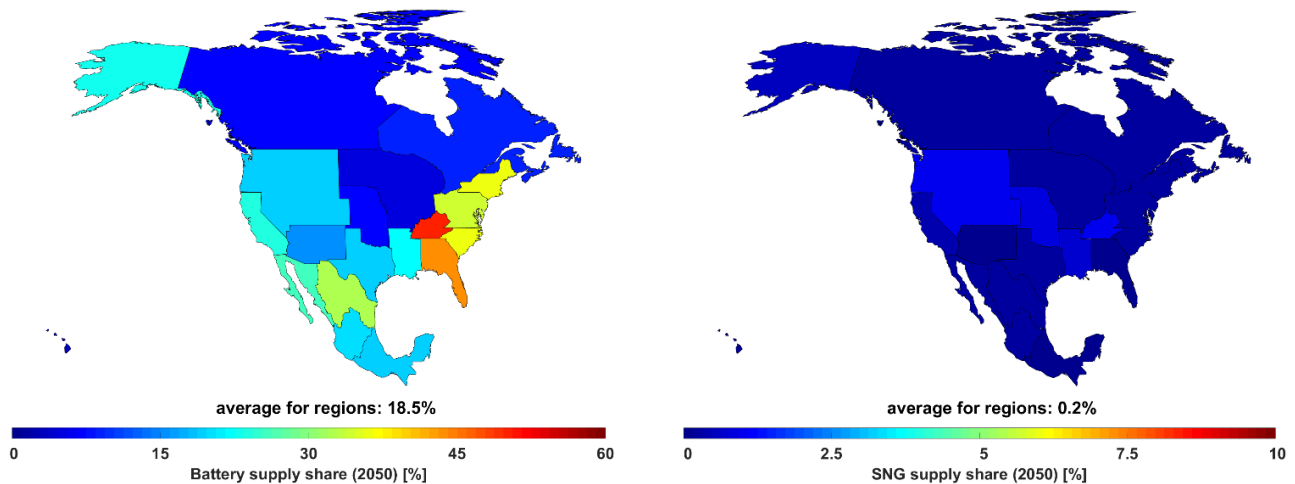 average for regions: 18.5%
0 15 30 45 60
Battery supply share (2050) [%]
average for regions: 0.2%
0 2.5 5 7.5 10
SNG supply share (2050) [%]